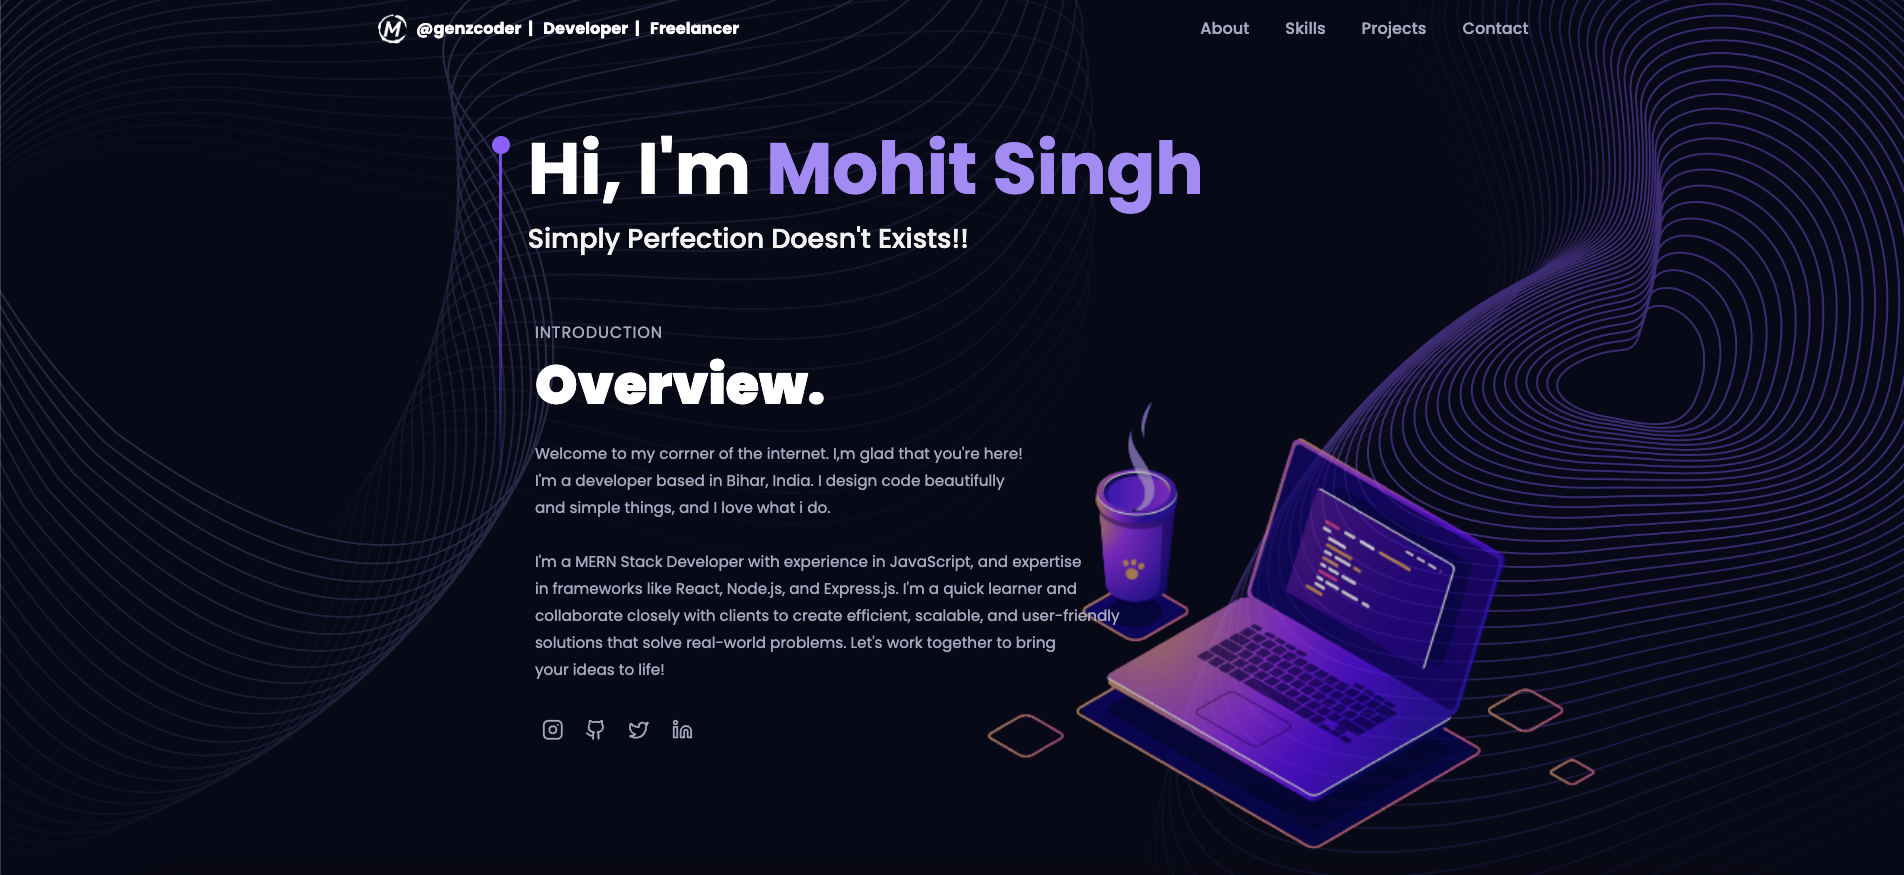 @genzcoder | Developer | Freelancer
About Skills Projects Contact
Hi, I'm Mohit Singh
Simply Perfection Doesn't Exists!!
INTRODUCTION
Overview.
Welcome to my corrner of the internet. I,m glad that you're here!
I'm a developer based in Bihar, India. I design code beautifully
and simple things, and I love what i do.
I'm a MERN Stack Developer with experience in JavaScript, and expertise
in frameworks like React, Node.js, and Express.js. I'm a quick learner and
collaborate closely with clients to create efficient, scalable, and user-friendly
solutions that solve real-world problems. Let's work together to bring
your ideas to life!